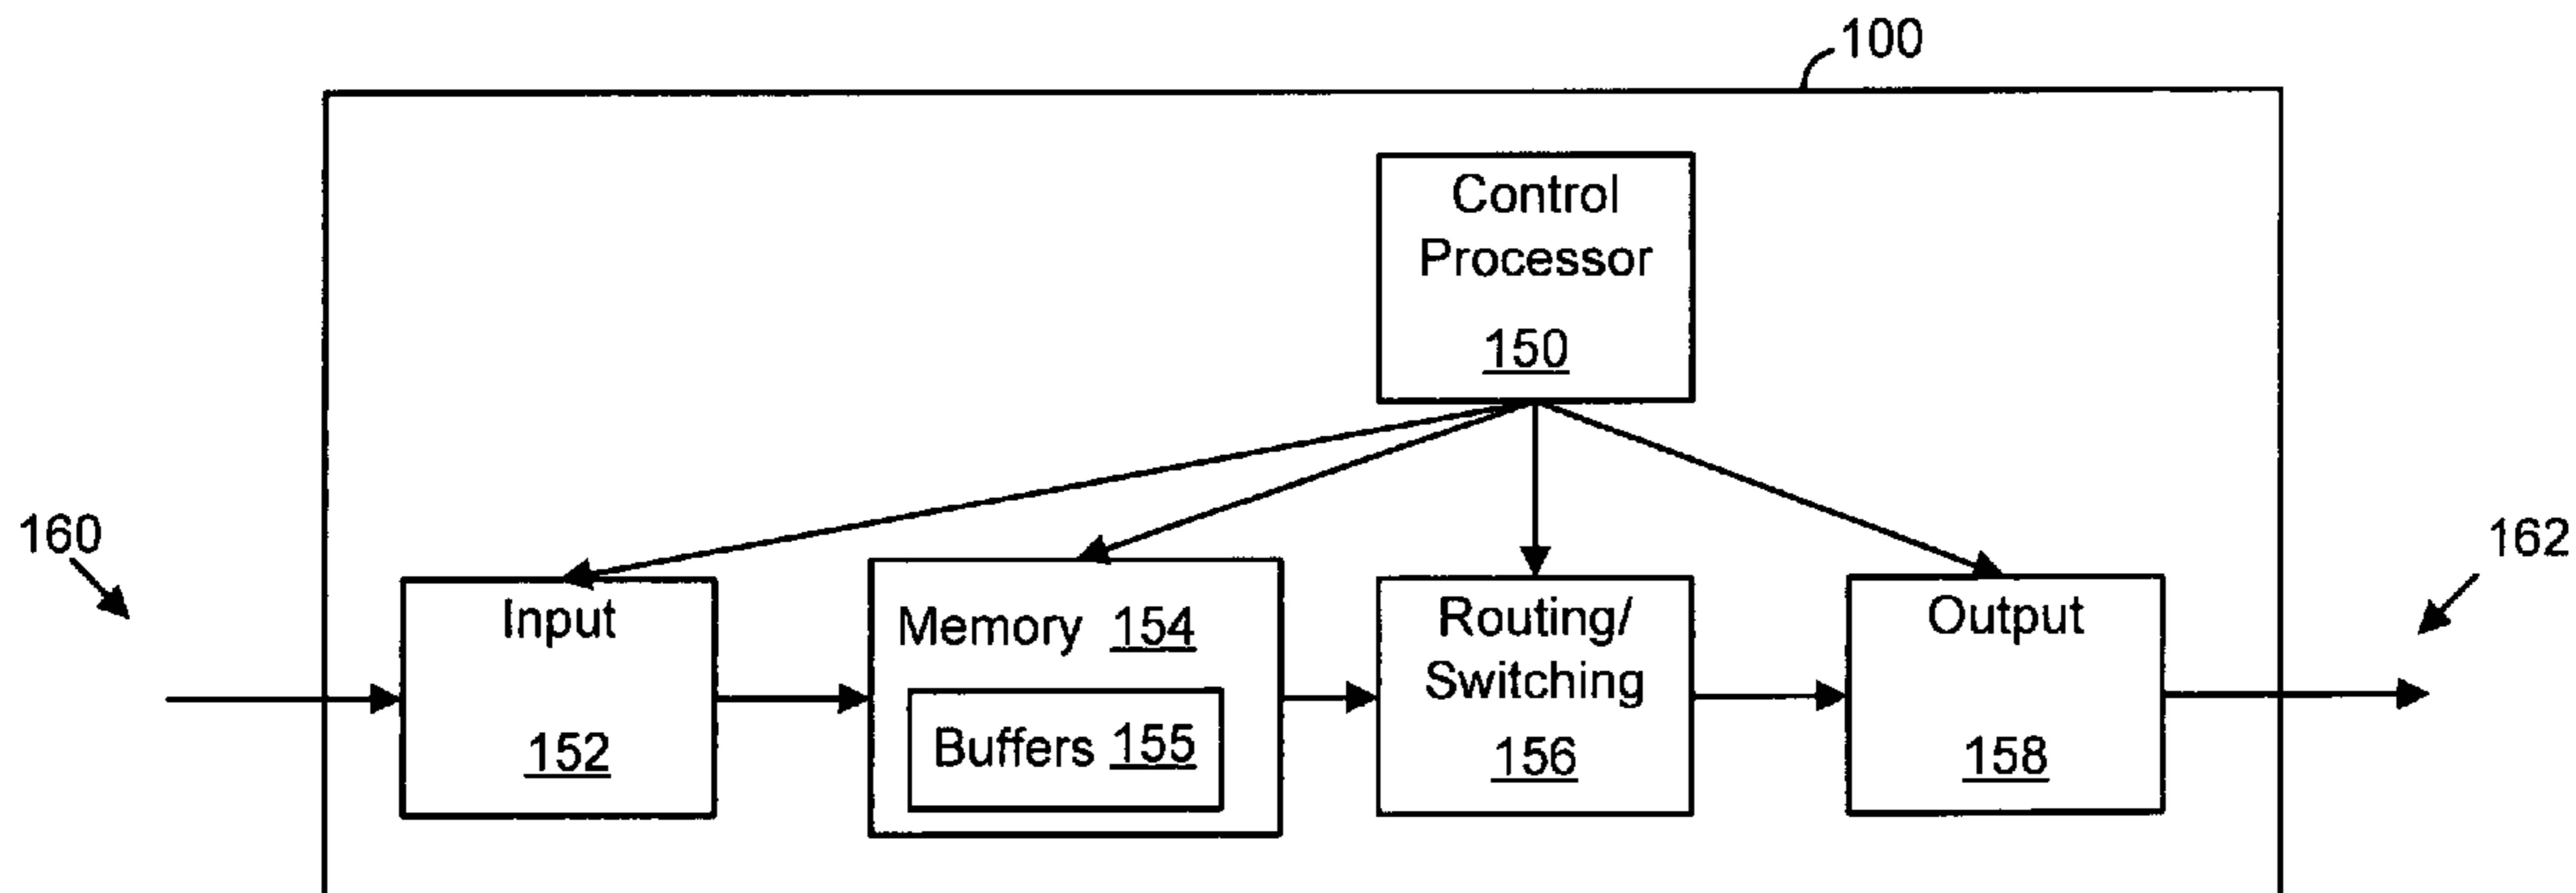 100
Control
Processor
150
160
162
Input
152
Memory 154
Buffers 155
Routing/
Switching
156
Output
158